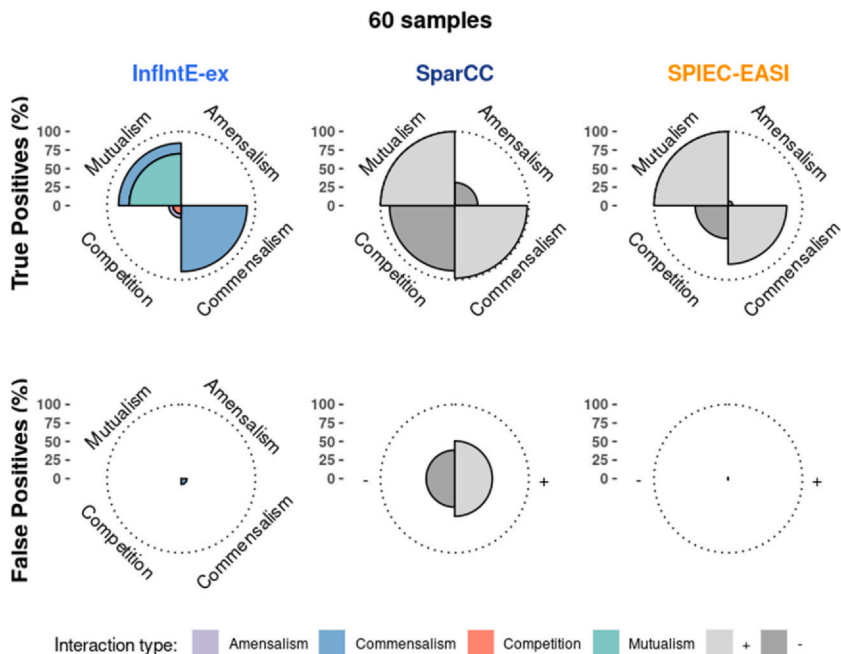 60 samples
InfIntE-ex
SparCC
SPIEC-EASI
True Positives (%)
100
75
50
25
0
Mutualism
Amensalism
Competition
Commensalism
100
75
50
25
0
Mutualism
Amensalism
Competition
Commensalism
100
75
50
25
0
Mutualism
Amensalism
Competition
Commensalism
False Positives (%)
100
75
50
25
0
Mutualism
Amensalism
Competition
Commensalism
100
75
50
25
0
-
+
100
75
50
25
0
-
+
Interaction type: Amensalism Commensalism Competition Mutualism + -